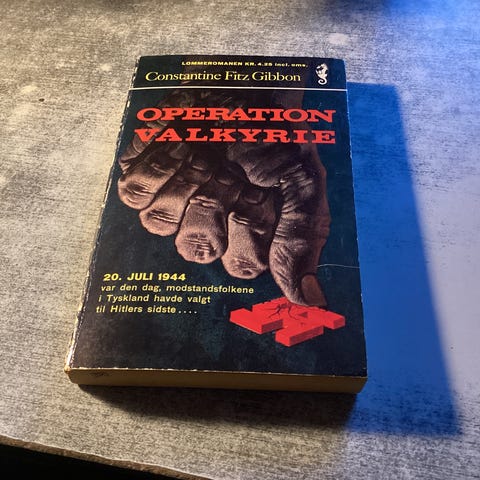 LOMMEROMANEN KR. 4.25 incl. oms.
Constantine Fitz Gibbon
OPERATION
VALKYRIE
20. JULI 1944
var den dag, modstandsfolkene
i Tyskland havde valgt
til Hitlers sidste ....